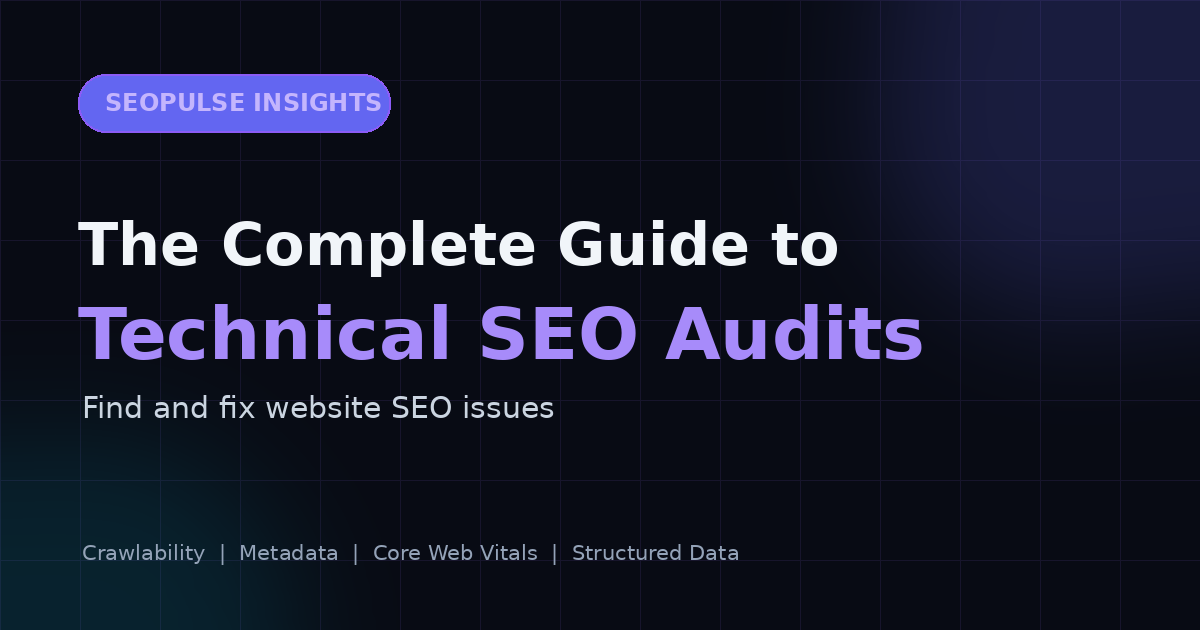 SEOPULSE INSIGHTS
The Complete Guide to
Technical SEO Audits
Find and fix website SEO issues
Crawlability | Metadata | Core Web Vitals | Structured Data